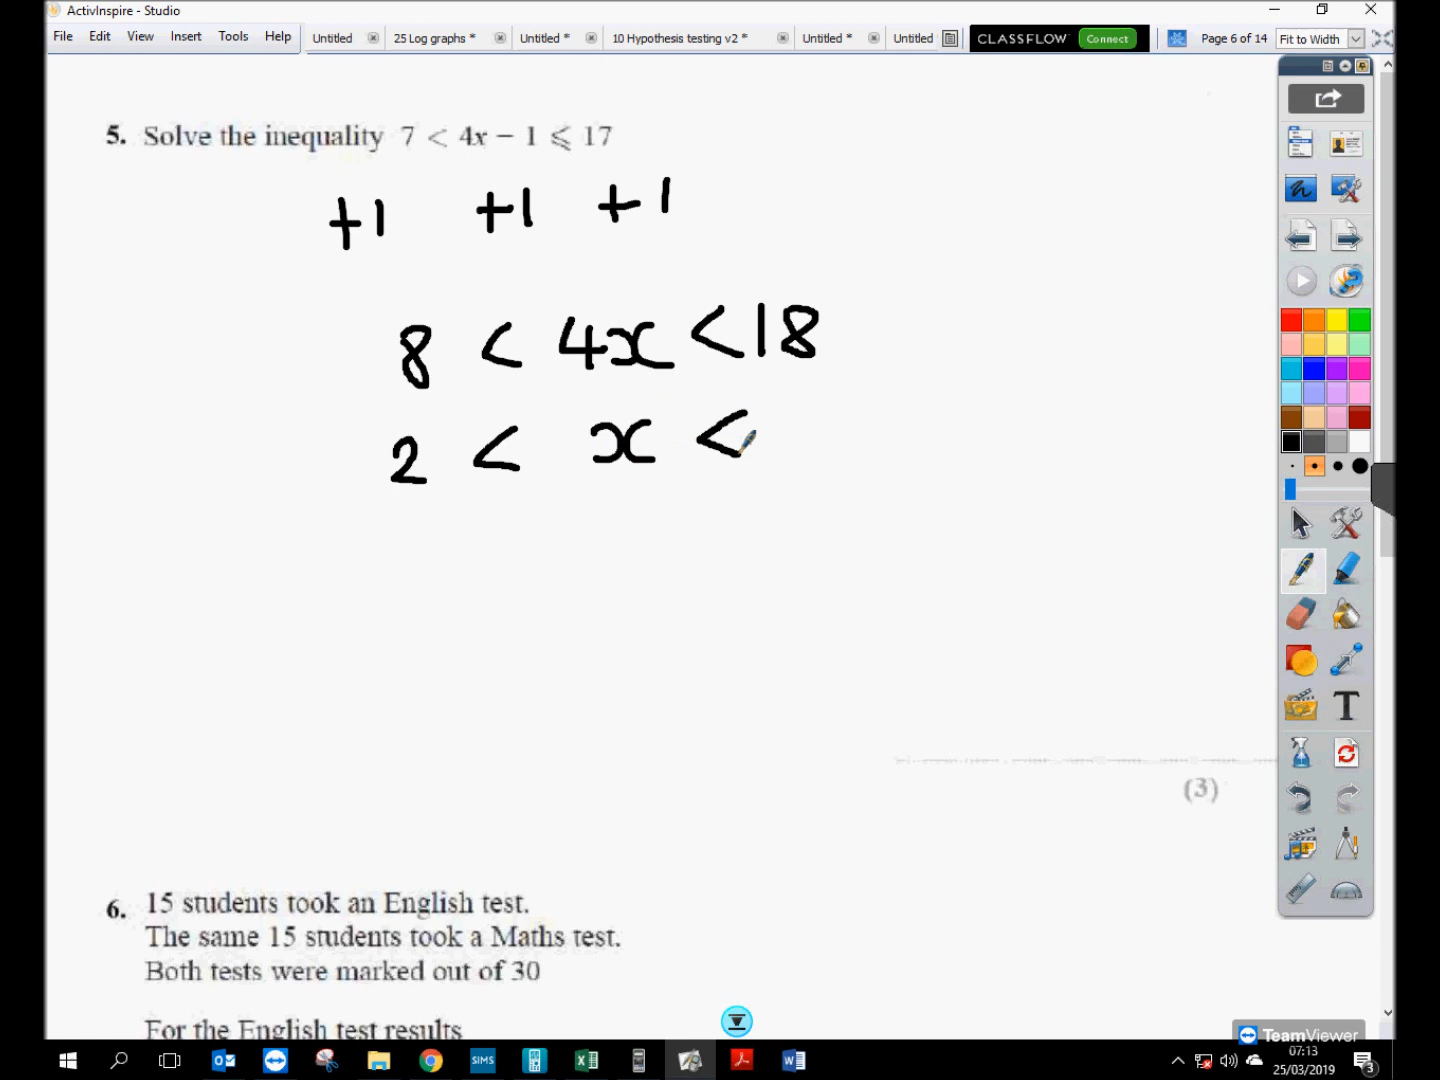 ActivInspire - Studio
File Edit View Insert Tools Help
Untitled 25 Log graphs * Untitled * 10 Hypothesis testing v2 * Untitled * Untitled
CLASSFLOW Connect
Page 6 of 14 Fit to Width
5. Solve the inequality 7 < 4x − 1 ⩽ 17
+1 +1 +1
8 < 4x < 18
2 < x <
(3)
6. 15 students took an English test.
The same 15 students took a Maths test.
Both tests were marked out of 30
For the English test results
T
TeamViewer
SIMS
07:13
25/03/2019
3